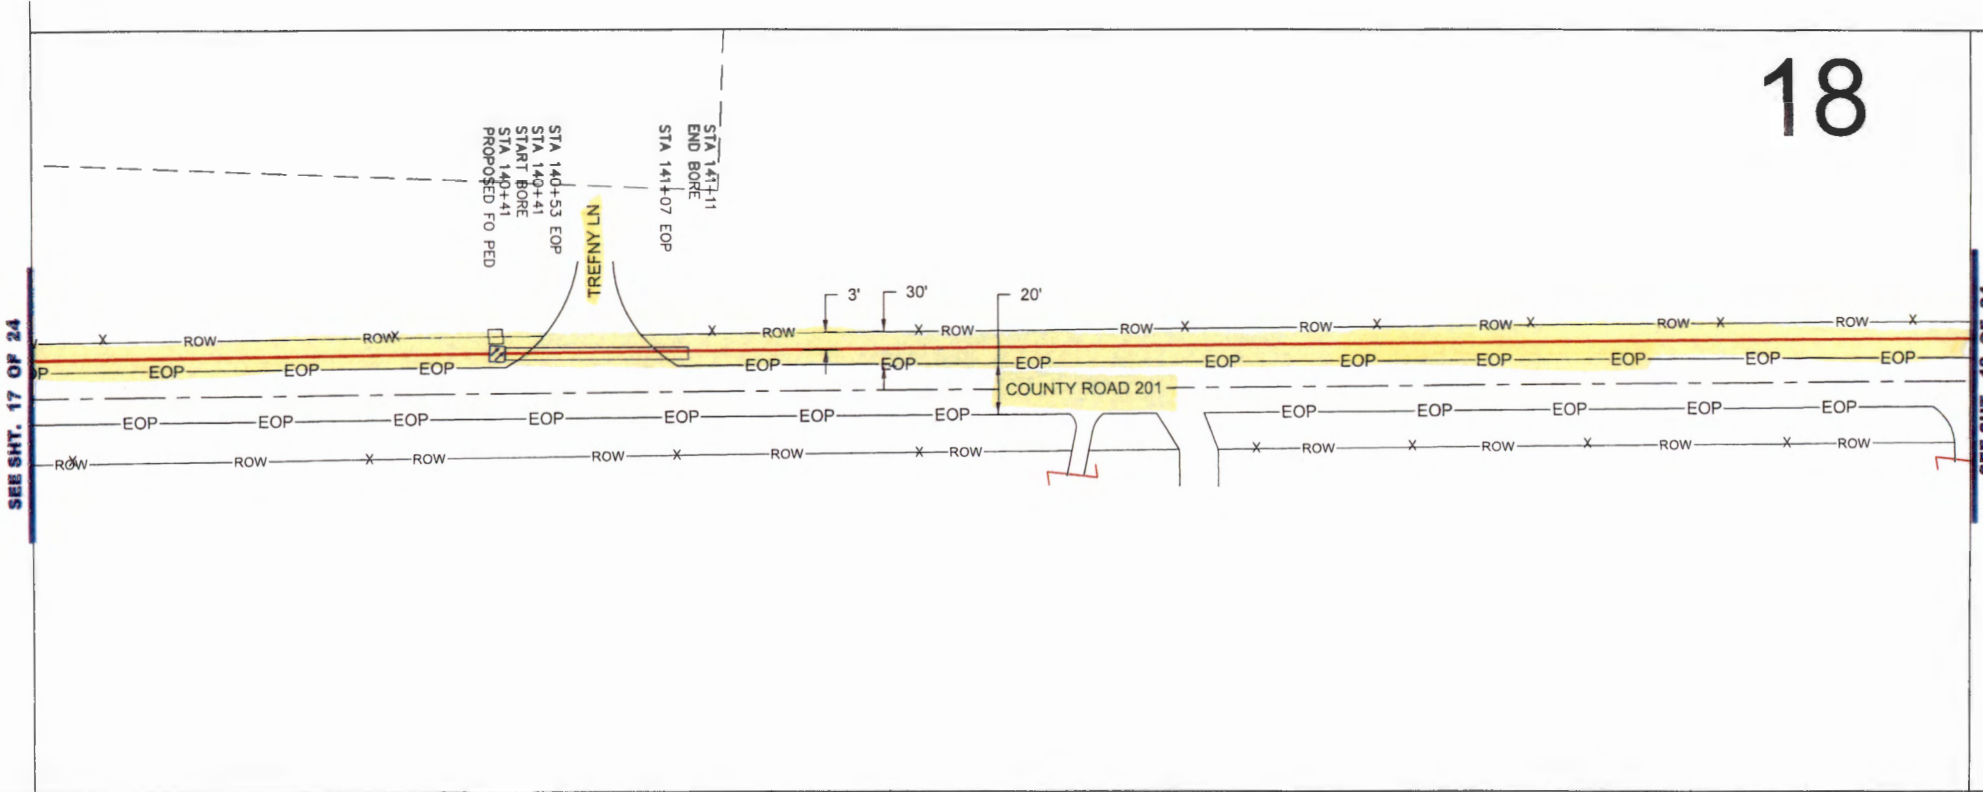 18
PROPOSED FO PED
STA 140+41
START BORE
STA 140+41
STA 140+53 EOP
TREFNY LN
STA 141+07 EOP
END BORE
STA 141+11
3'
30'
20'
ROW
ROW
ROW
ROW
ROW
ROW
ROW
ROW
ROW
X
X
X
X
X
X
X
X
X
SEE SHT. 17 OF 24
EOP
EOP
EOP
EOP
EOP
EOP
EOP
EOP
EOP
EOP
EOP
EOP
COUNTY ROAD 201
EOP
EOP
EOP
EOP
EOP
EOP
EOP
EOP
EOP
EOP
EOP
EOP
ROW
ROW
ROW
ROW
ROW
ROW
ROW
ROW
ROW
ROW
X
X
X
X
X
X
X
X